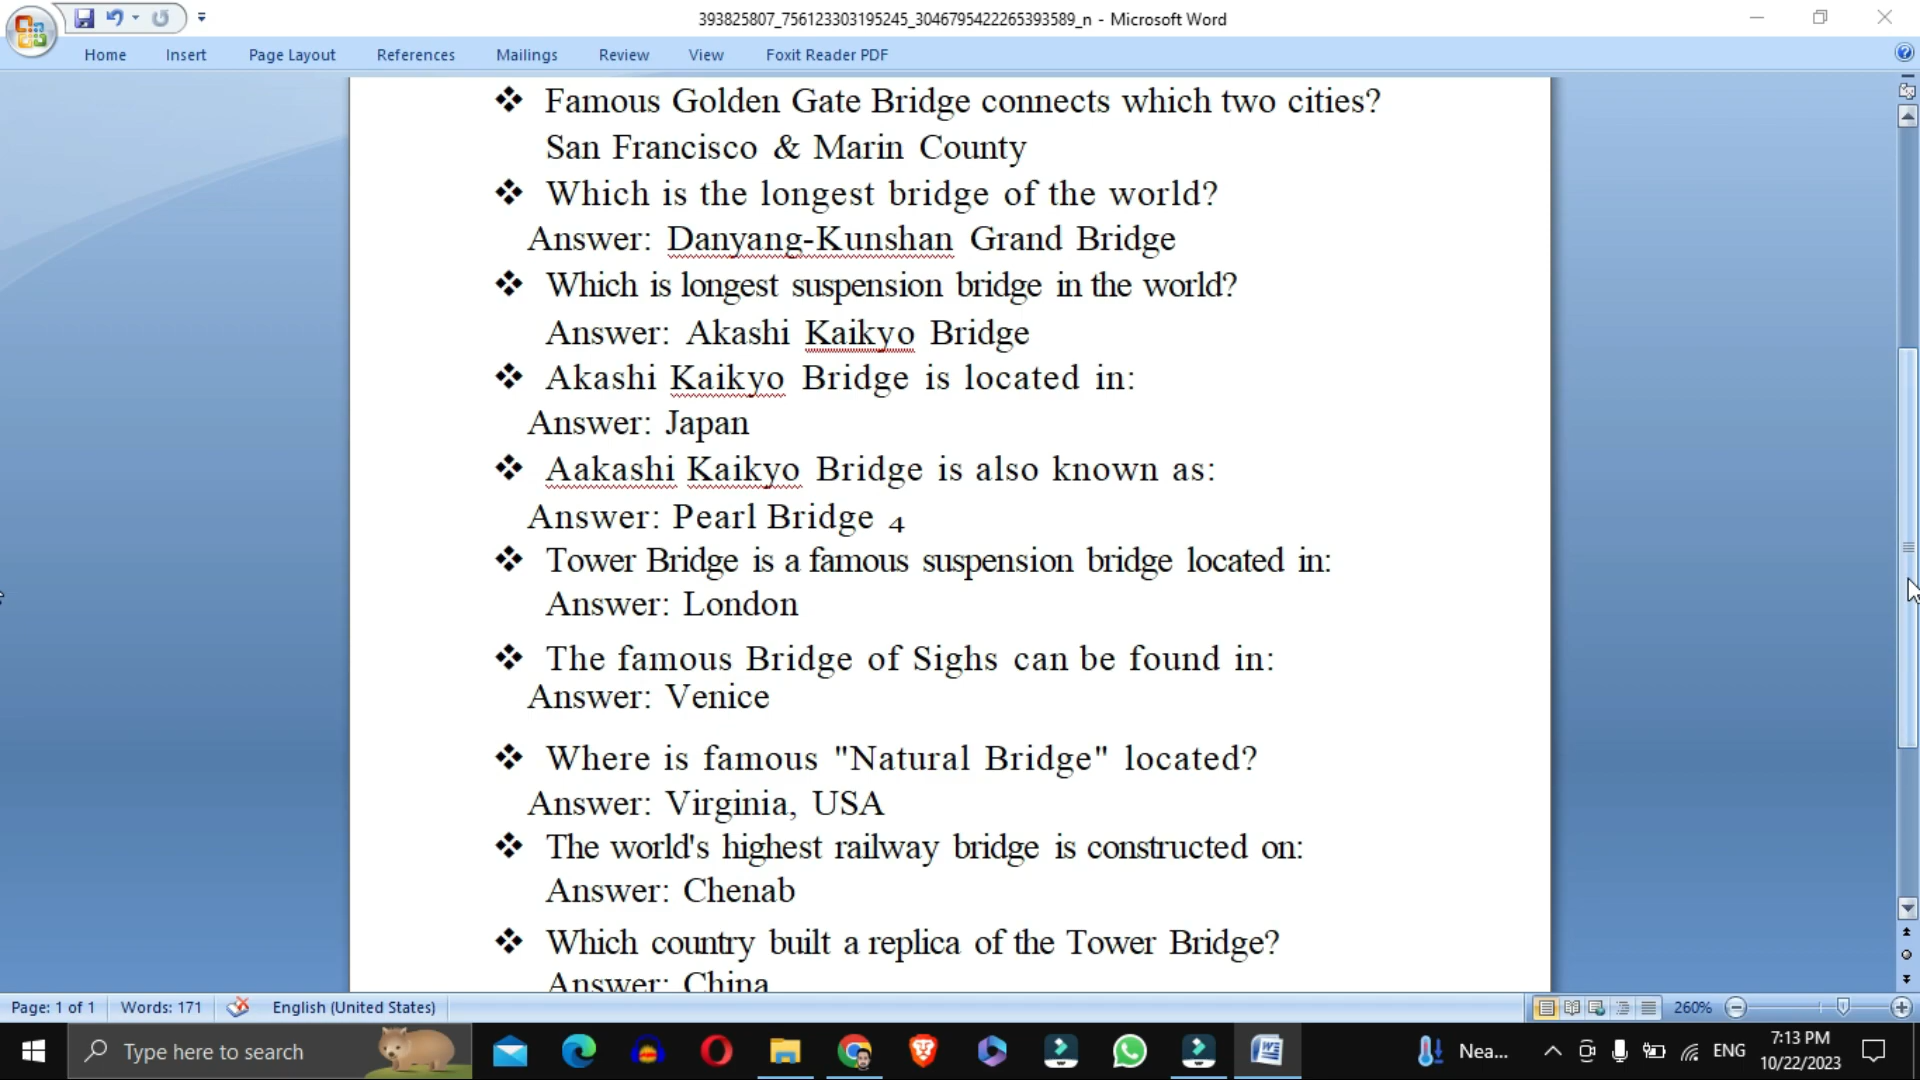 393825807_756123303195245_3046795422265393589_n - Microsoft Word
Home Insert Page Layout References Mailings Review View Foxit Reader PDF
❖ Famous Golden Gate Bridge connects which two cities?
San Francisco & Marin County
❖ Which is the longest bridge of the world?
Answer: Danyang-Kunshan Grand Bridge
❖ Which is longest suspension bridge in the world?
Answer: Akashi Kaikyo Bridge
❖ Akashi Kaikyo Bridge is located in:
Answer: Japan
❖ Aakashi Kaikyo Bridge is also known as:
Answer: Pearl Bridge 4
❖ Tower Bridge is a famous suspension bridge located in:
Answer: London
❖ The famous Bridge of Sighs can be found in:
Answer: Venice
❖ Where is famous "Natural Bridge" located?
Answer: Virginia, USA
❖ The world's highest railway bridge is constructed on:
Answer: Chenab
❖ Which country built a replica of the Tower Bridge?
Answer: China
Page: 1 of 1 Words: 171 English (United States) 260%
Type here to search Nea... ENG 7:13 PM
10/22/2023